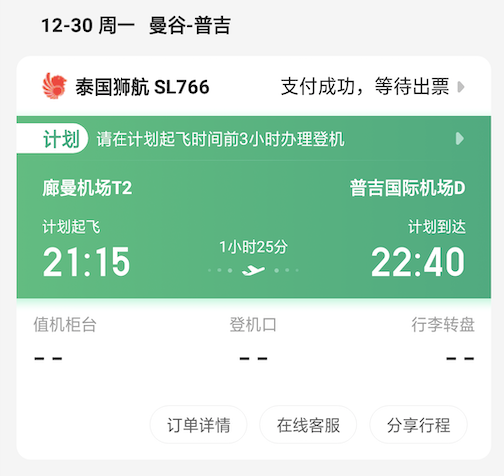 12-30 周一 曼谷-普吉
泰国狮航 SL766 支付成功，等待出票
计划 请在计划起飞时间前3小时办理登机
廊曼机场T2 普吉国际机场D
计划起飞 计划到达
21:15 1小时25分 22:40
值机柜台 登机口 行李转盘
-- -- --
订单详情 在线客服 分享行程